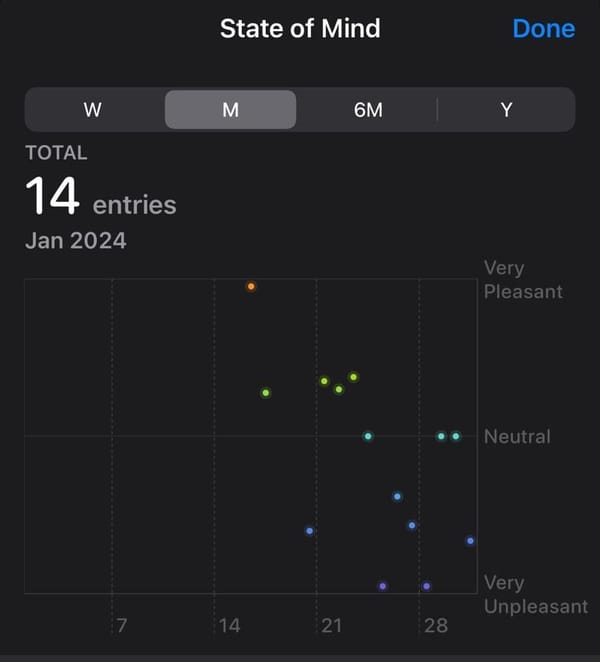 State of Mind Done
W M 6M Y
TOTAL
14 entries
Jan 2024
Very
Pleasant
Neutral
Very
Unpleasant
7 14 21 28